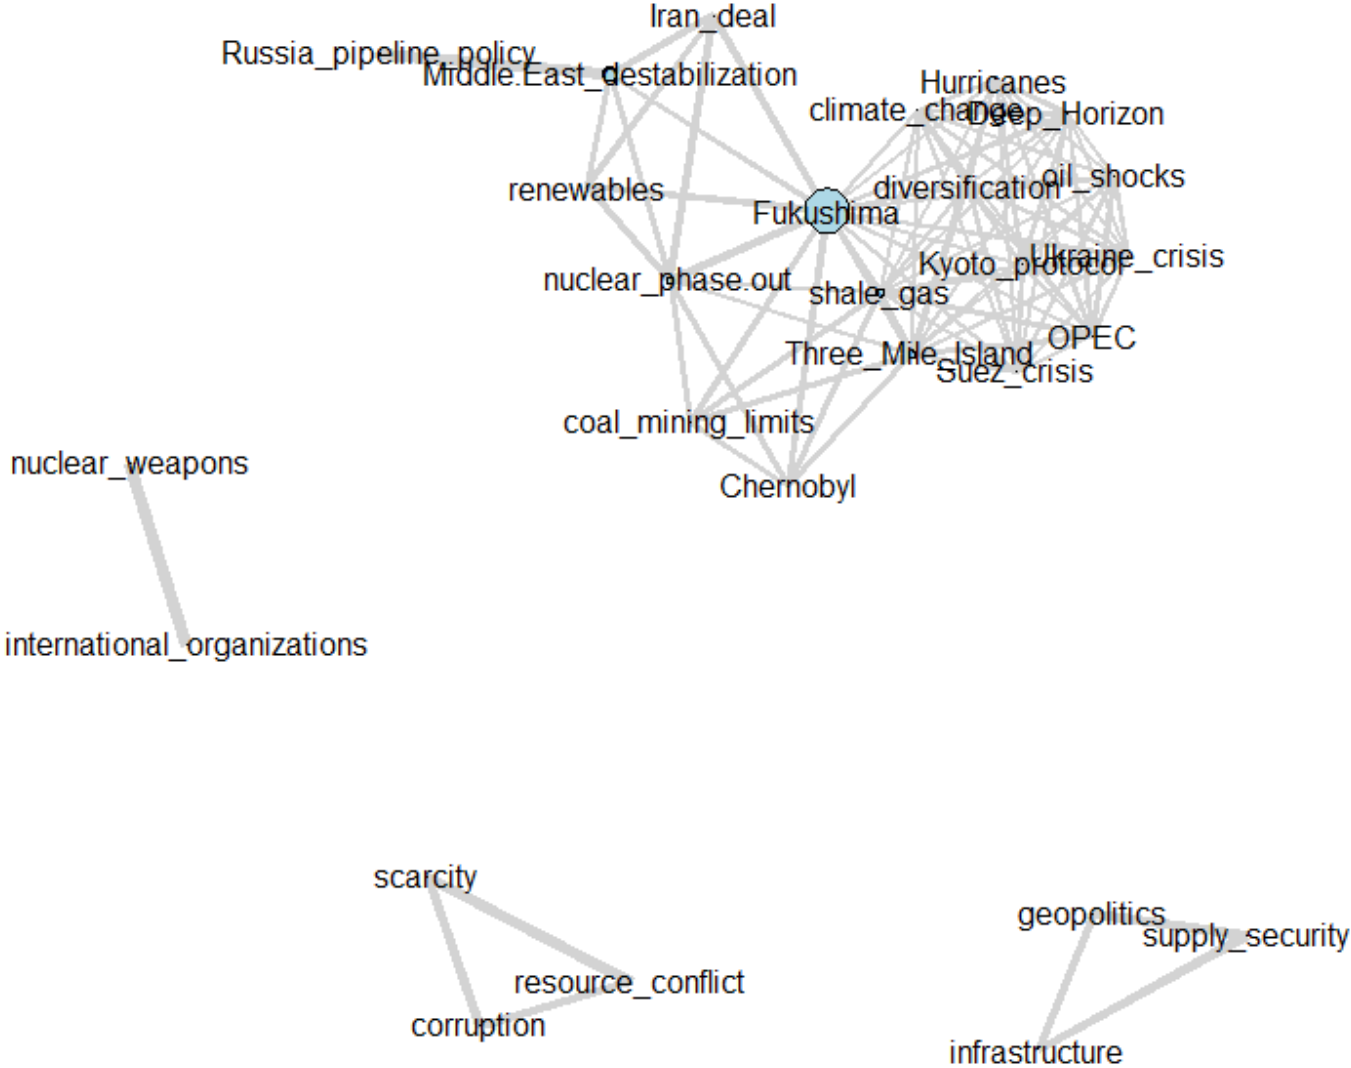 Iran_deal
Russia_pipeline_policy
Middle.East_destabilization
Hurricanes
climate_change
Deep_Horizon
renewables
diversification
oil_shocks
Fukushima
nuclear_phase.out
Kyoto_protocol
Ukraine_crisis
shale_gas
Three_Mile_Island
OPEC
Suez_crisis
coal_mining_limits
nuclear_weapons
Chernobyl
international_organizations
scarcity
geopolitics
supply_security
resource_conflict
corruption
infrastructure